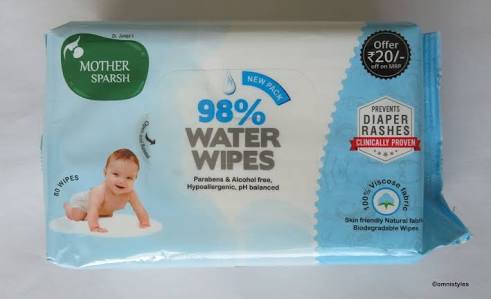 Dr. June's
MOTHER
SPARSH
Offer
₹20/-
off on MRP
NEW PACK
98%
WATER
WIPES
Parabens & Alcohol free,
Hypoallergenic, pH balanced
PREVENTS
DIAPER
RASHES
CLINICALLY PROVEN
80 WIPES
100% Viscose fabric
Skin friendly Natural fabric
Biodegradable Wipes
©omnistyles